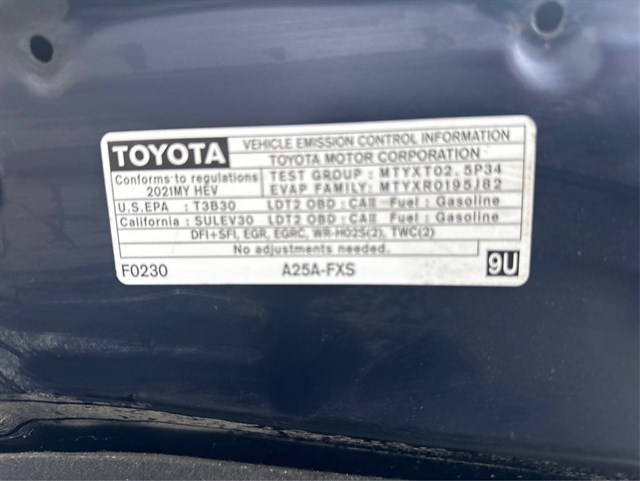 TOYOTA
VEHICLE EMISSION CONTROL INFORMATION
TOYOTA MOTOR CORPORATION
Conforms to regulations
2021MY HEV
TEST GROUP: MTYXT02.5P34
EVAP FAMILY: MTYXR0195J82
U.S.EPA : T3B30 LDT2 OBD : CAII Fuel : Gasoline
California : SULEV30 LDT2 OBD : CAII Fuel : Gasoline
DFI+SFI, EGR, EGRC, WR-HO2S(2), TWC(2)
No adjustments needed.
F0230 A25A-FXS 9U